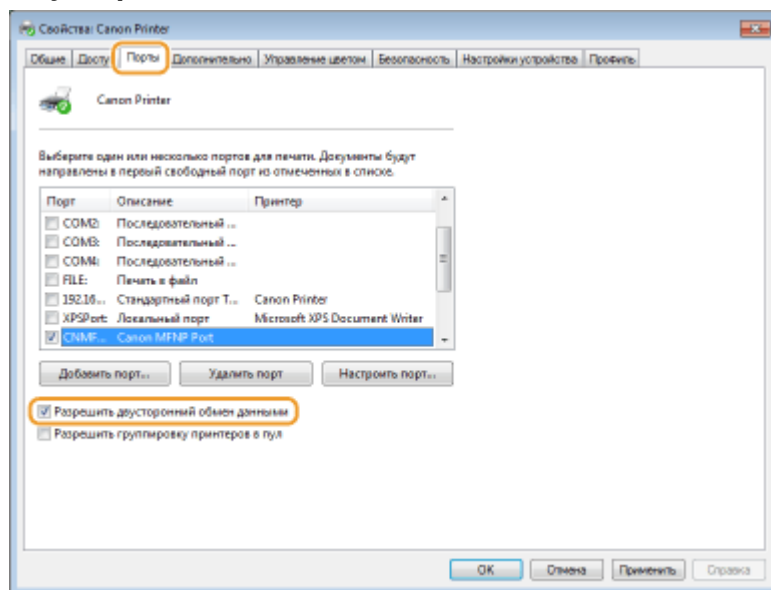 Свойства: Canon Printer
Общие Досту Порты Дополнительно Управление цветом Безопасность Настройки устройства Профиль
Canon Printer
Выберите один или несколько портов для печати. Документы будут
направлены в первый свободный порт из отмеченных в списке.
Порт Описание Принтер
COM2: Последовательный ...
COM3: Последовательный ...
COM4: Последовательный ...
FILE: Печать в файл
192.16... Стандартный порт T... Canon Printer
XPSPort: Локальный порт Microsoft XPS Document Writer
CNMF... Canon MFNP Port
Добавить порт... Удалить порт Настроить порт...
Разрешить двусторонний обмен данными
Разрешить группировку принтеров в пул
OK Отмена Применить Справка